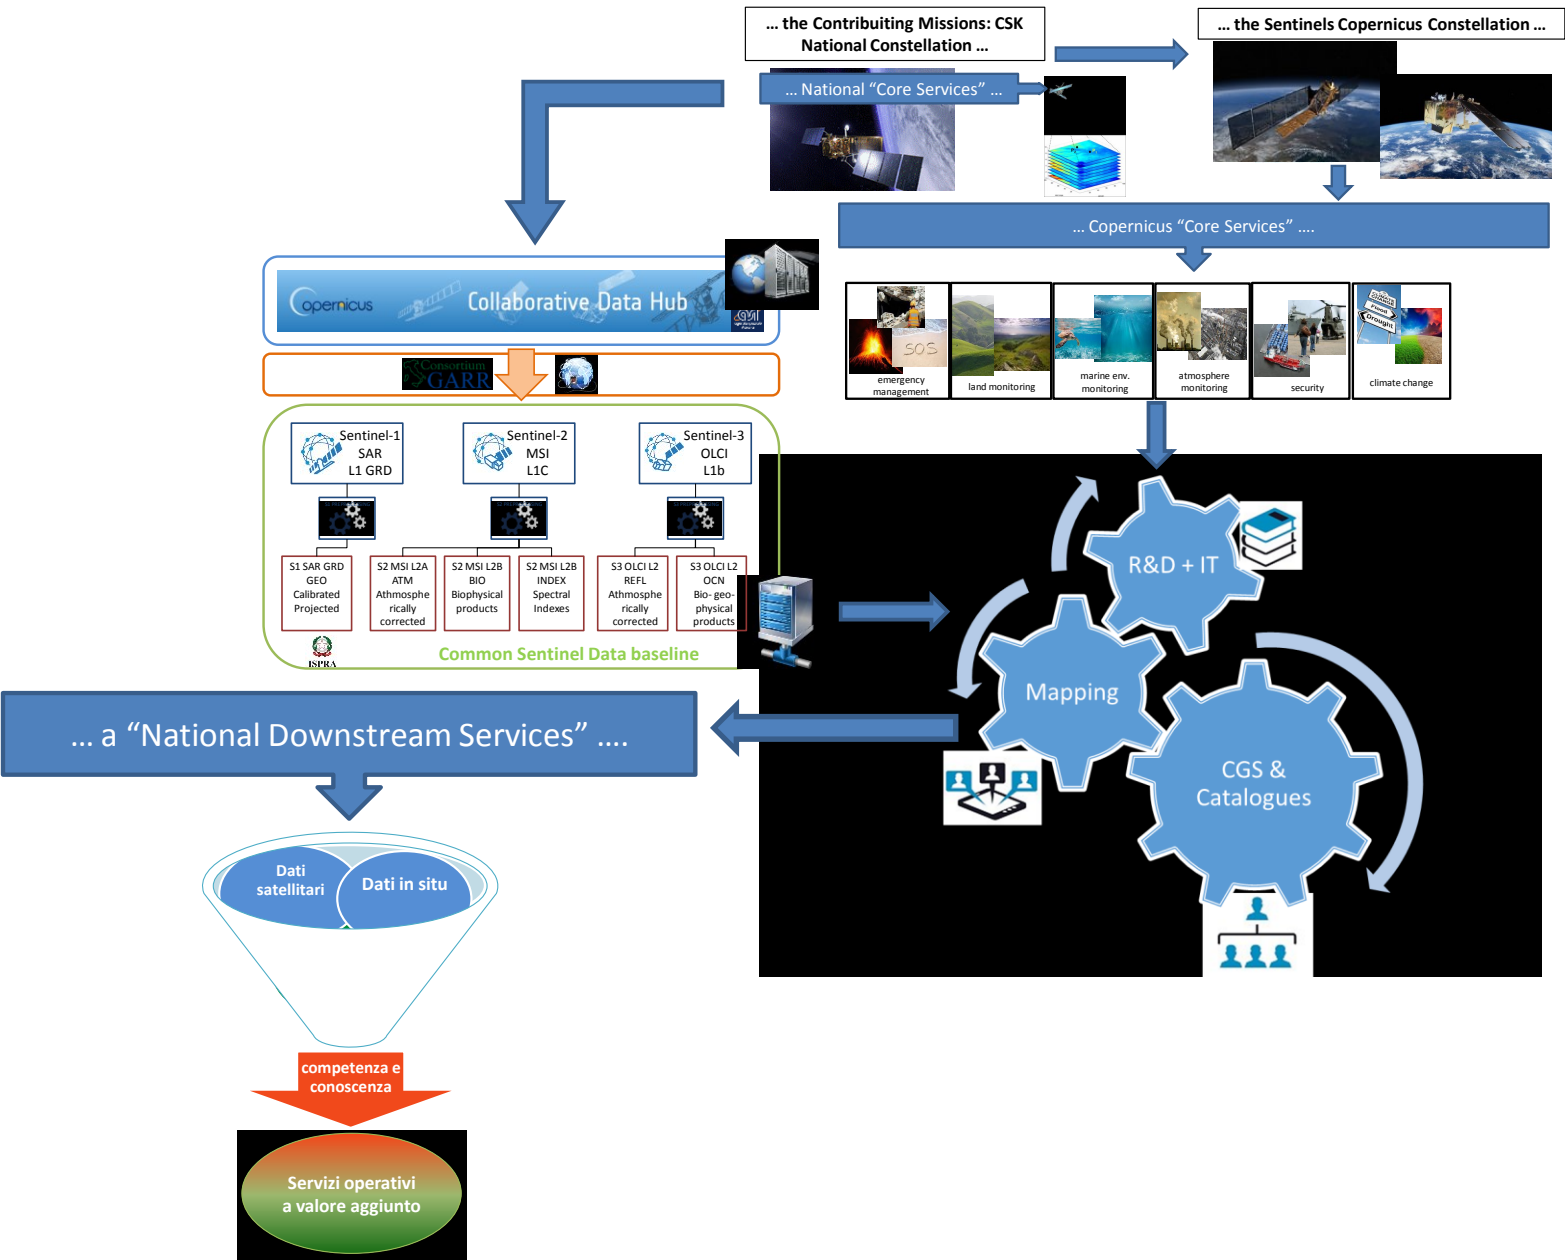 ... the Contribuiting Missions: CSK
National Constellation ...
... the Sentinels Copernicus Constellation ...
... National “Core Services” ...
... Copernicus “Core Services” ....
opernicus
Collaborative Data Hub
Consortium
GARR
SOS
Flood
Drought
emergency
management
land monitoring
marine env.
monitoring
atmosphere
monitoring
security
climate change
Sentinel-1
SAR
L1 GRD
Sentinel-2
MSI
L1C
Sentinel-3
OLCI
L1b
S1 SAR GRD
GEO
Calibrated
Projected
S2 MSI L2A
ATM
Athmosphe
rically
corrected
S2 MSI L2B
BIO
Biophysical
products
S2 MSI L2B
INDEX
Spectral
Indexes
S3 OLCI L2
REFL
Athmosphe
rically
corrected
S3 OLCI L2
OCN
Bio- geo-
physical
products
ISPRA
Common Sentinel Data baseline
R&D + IT
Mapping
CGS &
Catalogues
... a “National Downstream Services” ....
Dati
satellitari
Dati in situ
competenza e
conoscenza
Servizi operativi
a valore aggiunto